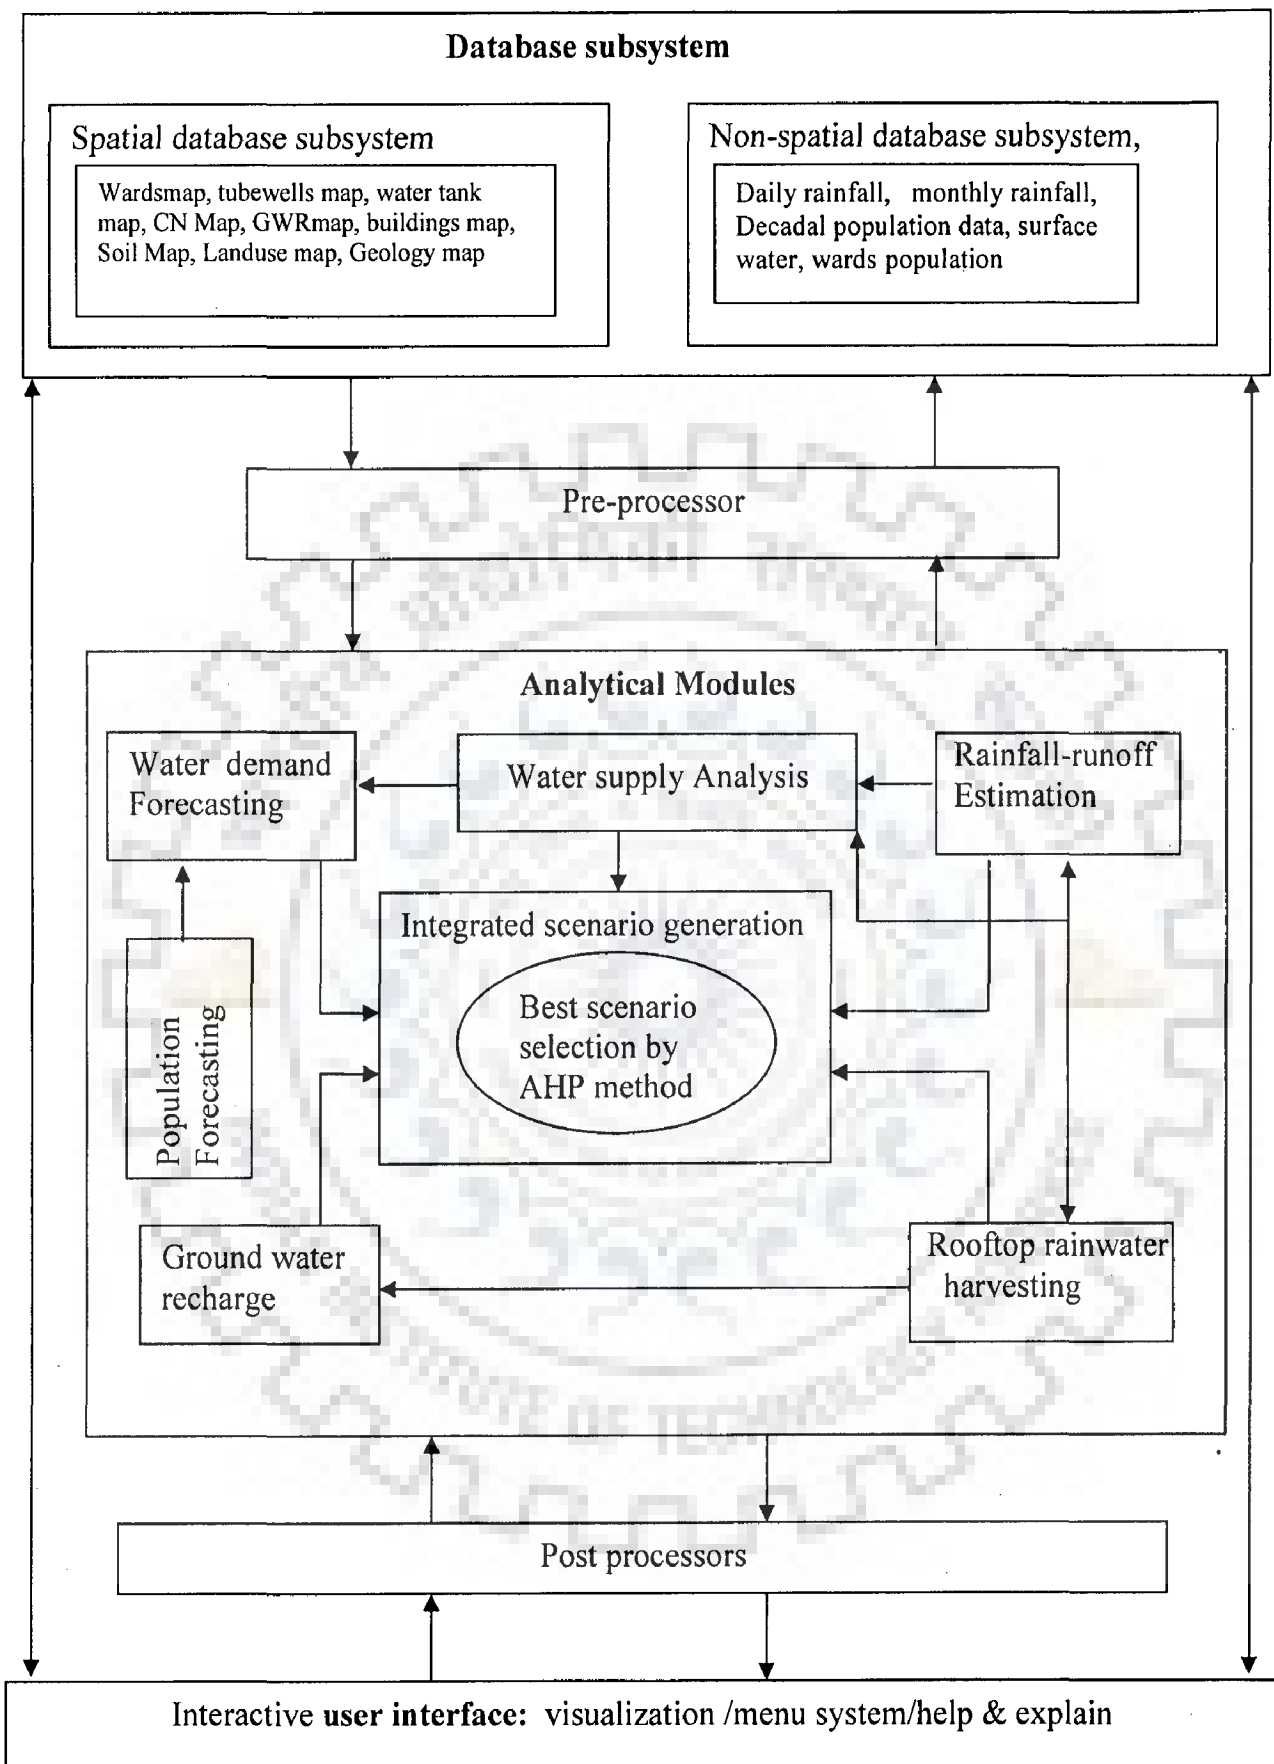 Database subsystem
Spatial database subsystem
Wardsmap, tubewells map, water tank
map, CN Map, GWRmap, buildings map,
Soil Map, Landuse map, Geology map
Non-spatial database subsystem,
Daily rainfall, monthly rainfall,
Decadal population data, surface
water, wards population
Pre-processor
Analytical Modules
Water demand
Forecasting
Water supply Analysis
Rainfall-runoff
Estimation
Integrated scenario generation
Best scenario
selection by
AHP method
Population
Forecasting
Ground water
recharge
Rooftop rainwater
harvesting
OF TECHNOLOGY
Post processors
Interactive user interface: visualization /menu system/help & explain